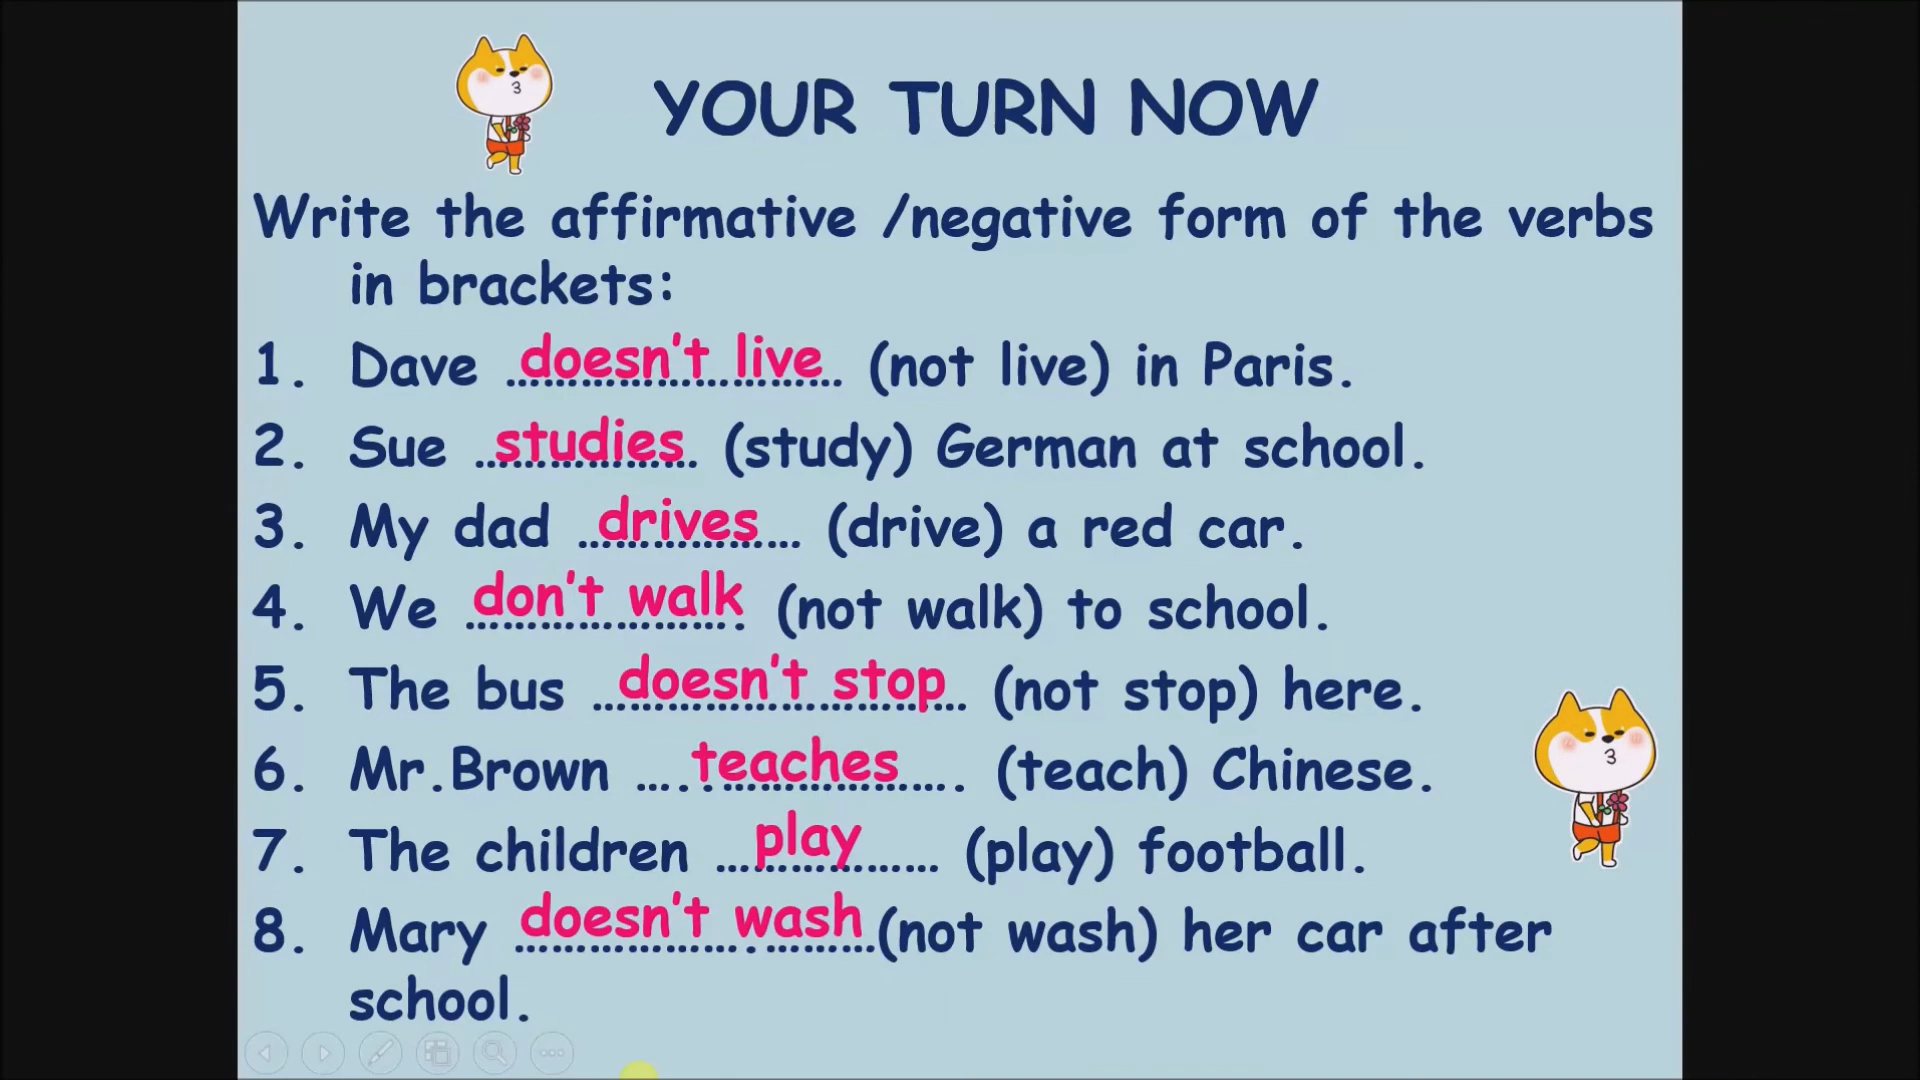 YOUR TURN NOW
Write the affirmative /negative form of the verbs
in brackets:
1. Dave doesn't live (not live) in Paris.
2. Sue studies (study) German at school.
3. My dad drives (drive) a red car.
4. We don't walk (not walk) to school.
5. The bus doesn't stop (not stop) here.
6. Mr.Brown teaches (teach) Chinese.
7. The children play (play) football.
8. Mary doesn't wash (not wash) her car after
school.